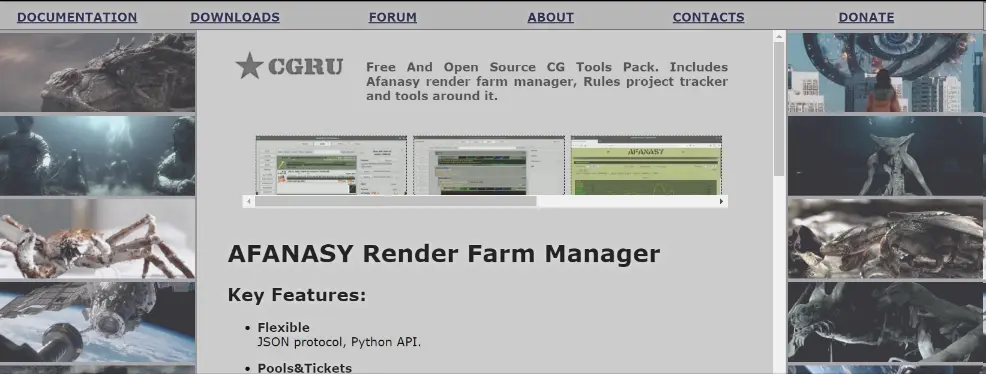 DOCUMENTATION DOWNLOADS FORUM ABOUT CONTACTS DONATE
CGRU
Free And Open Source CG Tools Pack. Includes
Afanasy render farm manager, Rules project tracker
and tools around it.
AFANASY
AFANASY Render Farm Manager
Key Features:
• Flexible
JSON protocol, Python API.
• Pools&Tickets